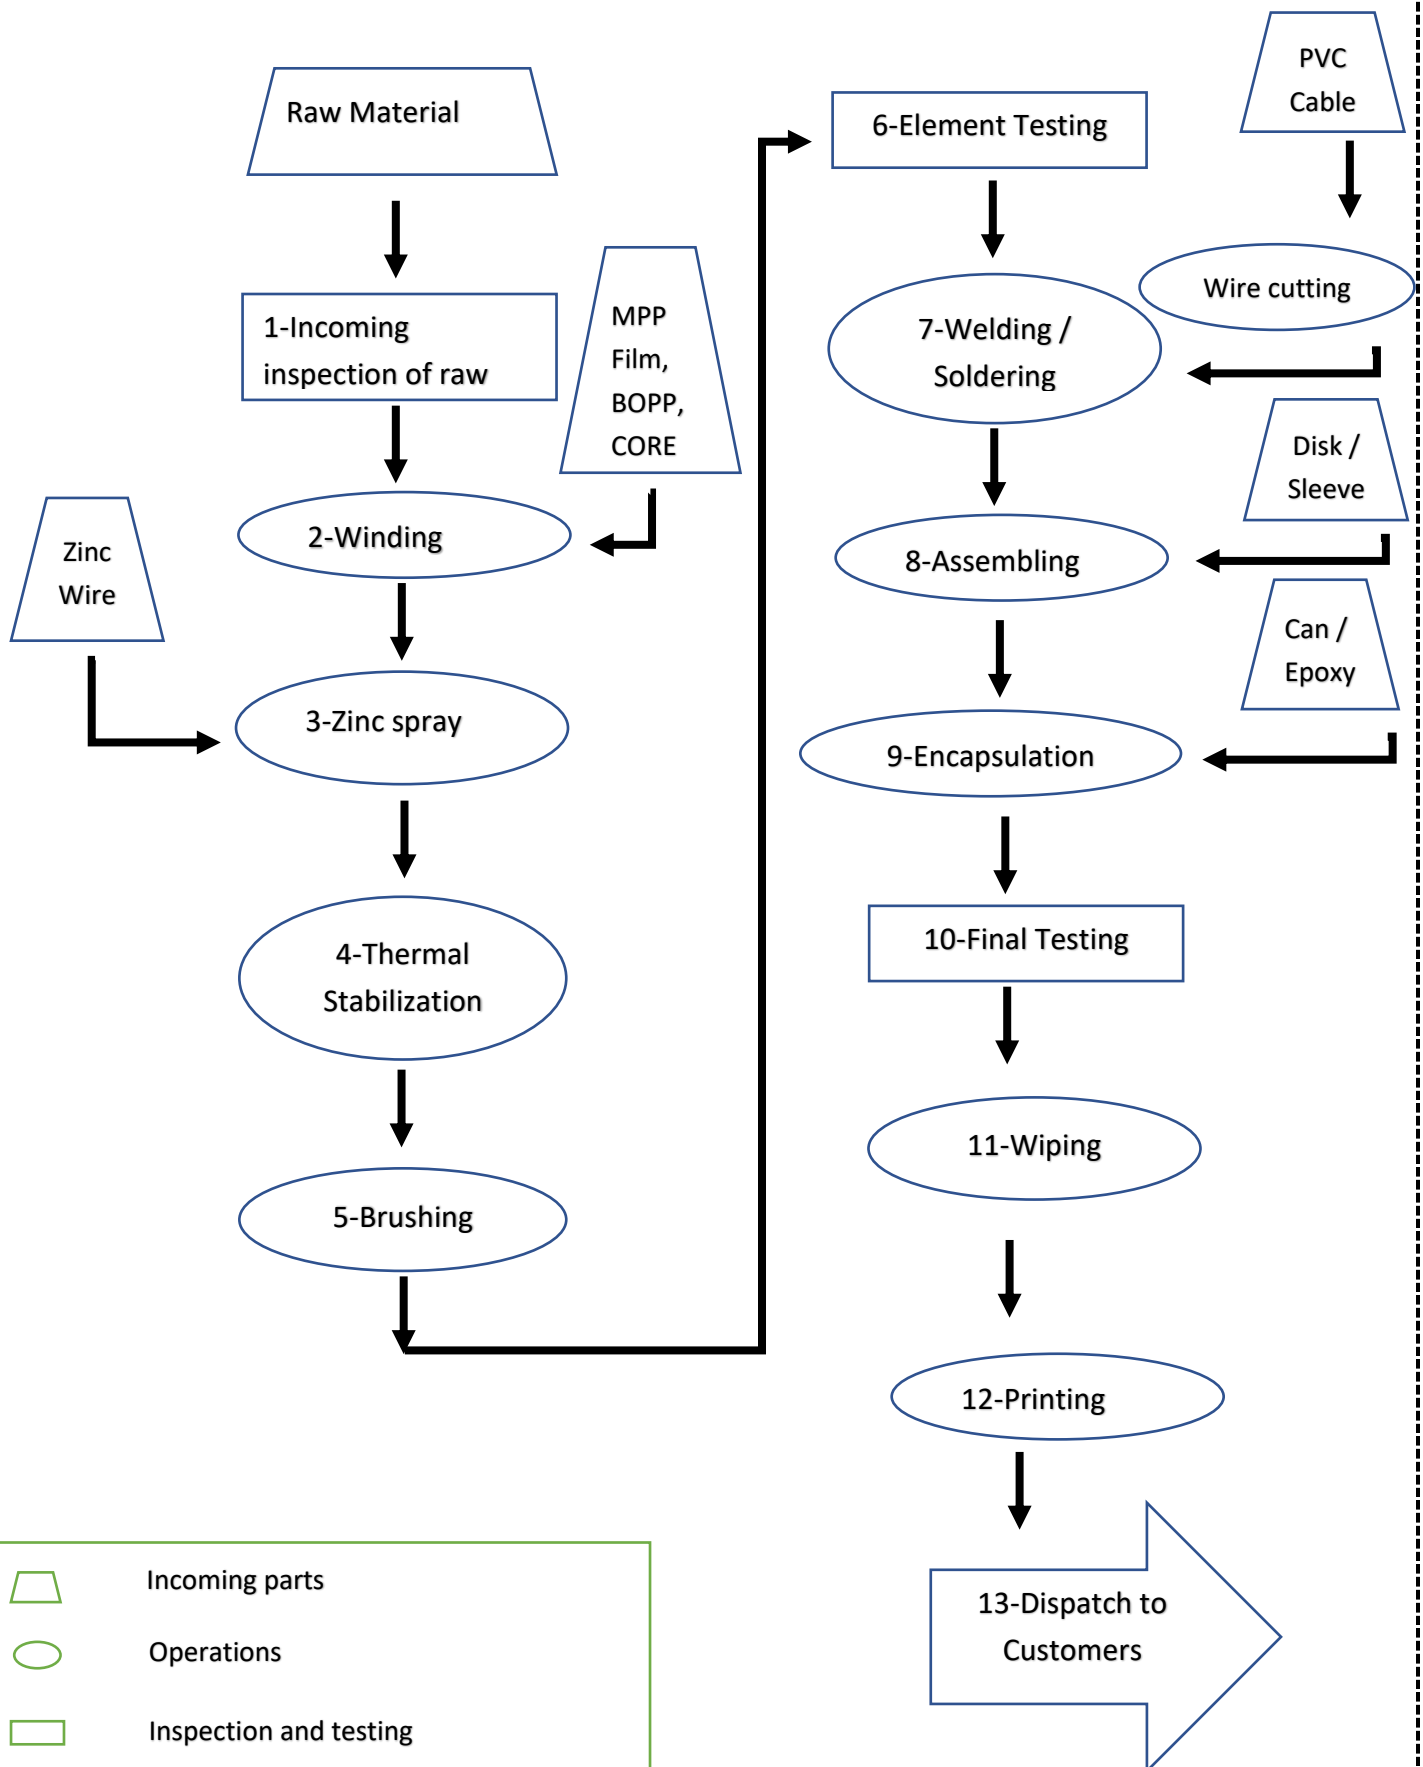 Raw Material
1-Incoming
inspection of raw
MPP
Film,
BOPP,
CORE
2-Winding
Zinc
Wire
3-Zinc spray
4-Thermal
Stabilization
5-Brushing
6-Element Testing
PVC
Cable
Wire cutting
7-Welding /
Soldering
Disk /
Sleeve
8-Assembling
Can /
Epoxy
9-Encapsulation
10-Final Testing
11-Wiping
12-Printing
13-Dispatch to
Customers
Incoming parts
Operations
Inspection and testing